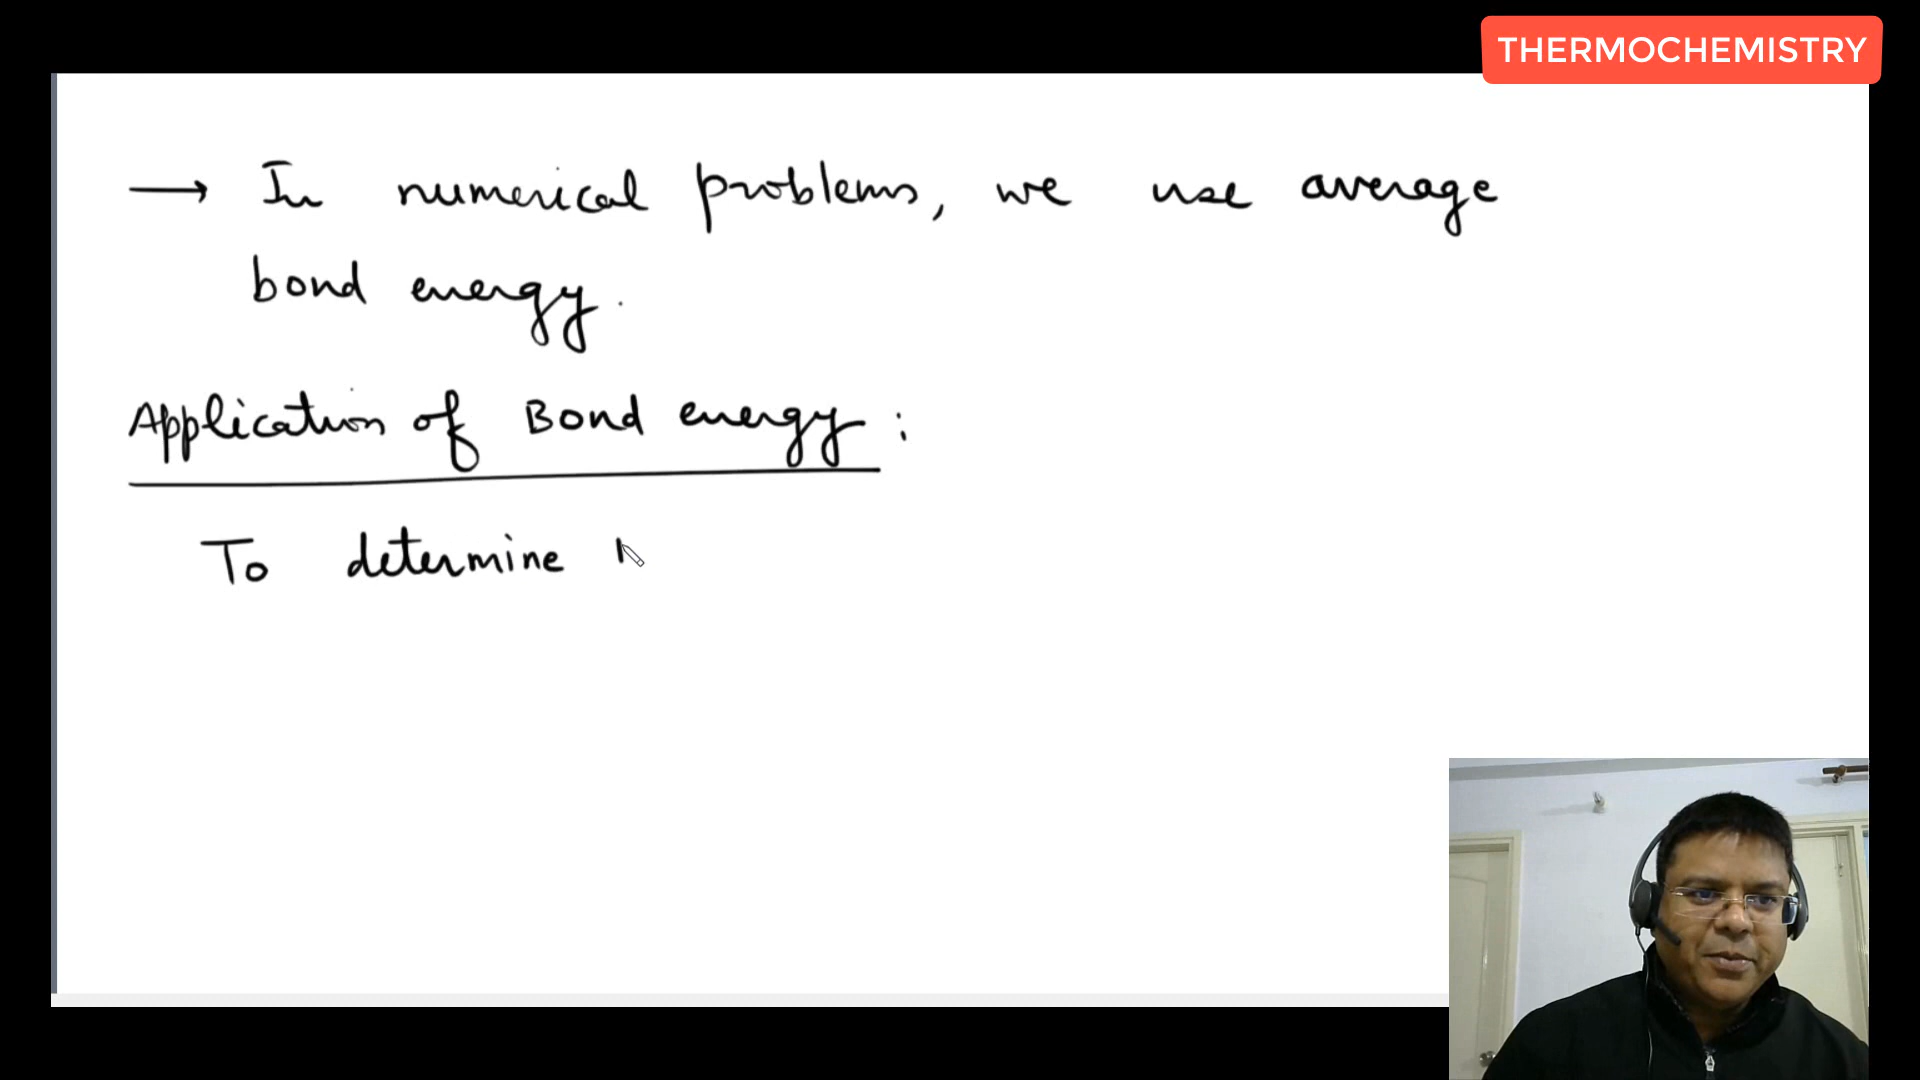 THERMOCHEMISTRY
→ In numerical problems, we use average
bond energy.
Application of Bond energy :
To determine